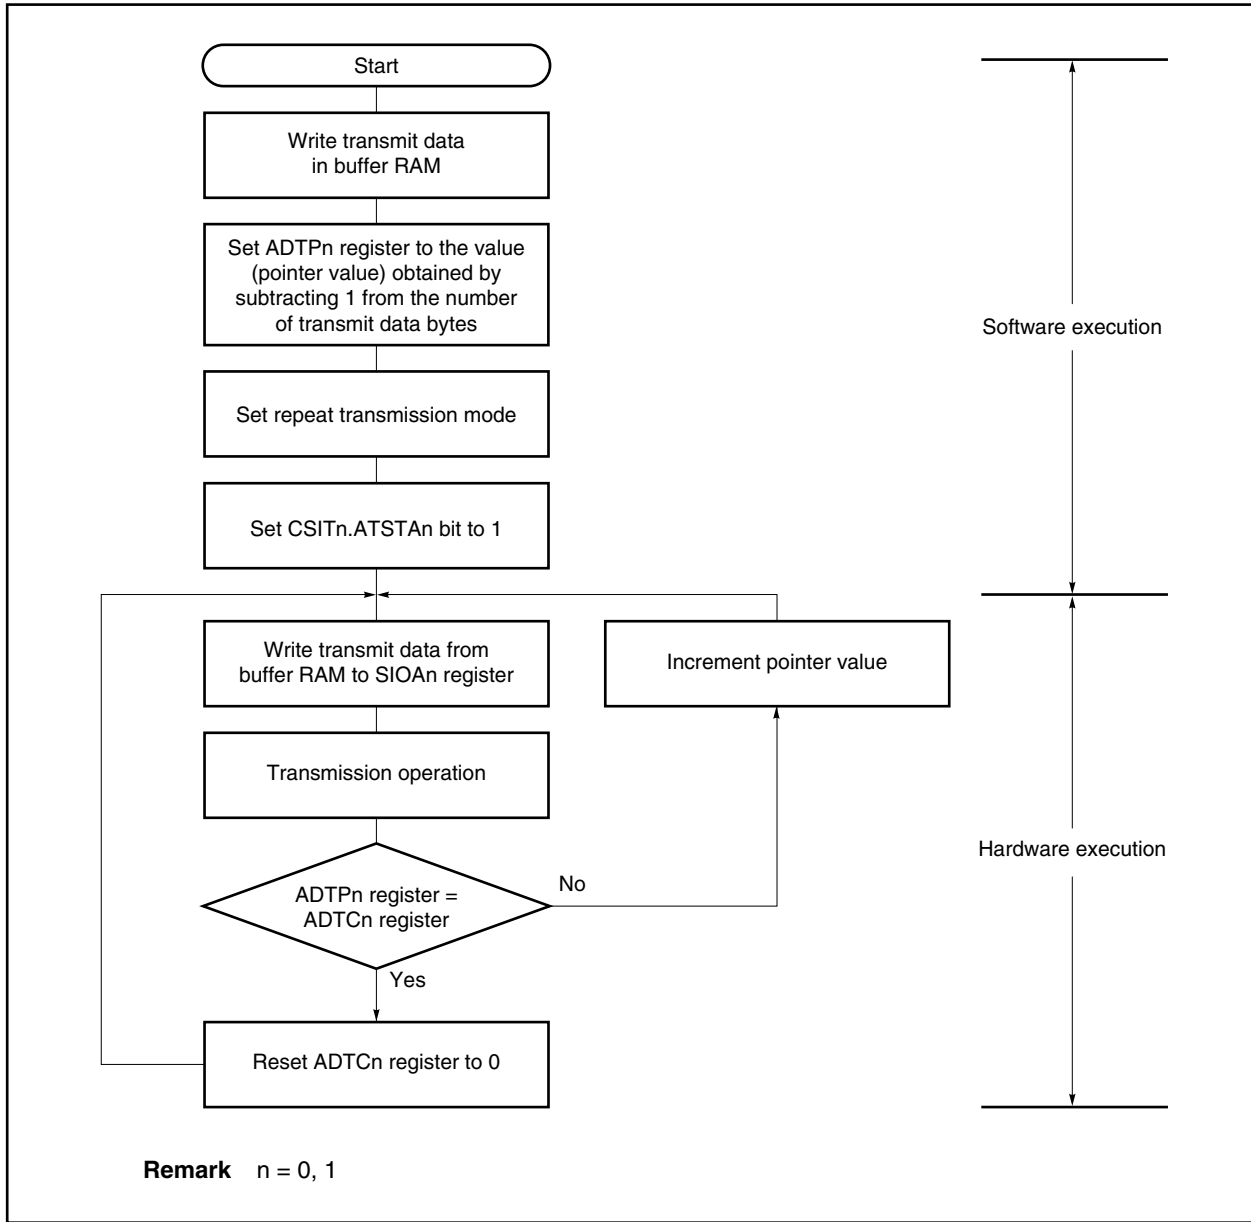 Start
Write transmit data
in buffer RAM
Set ADTPn register to the value
(pointer value) obtained by
subtracting 1 from the number
of transmit data bytes
Software execution
Set repeat transmission mode
Set CSITn.ATSTAn bit to 1
Write transmit data from
buffer RAM to SIOAn register
Increment pointer value
Transmission operation
Hardware execution
ADTPn register =
ADTCn register
No
Yes
Reset ADTCn register to 0
Remark n = 0, 1